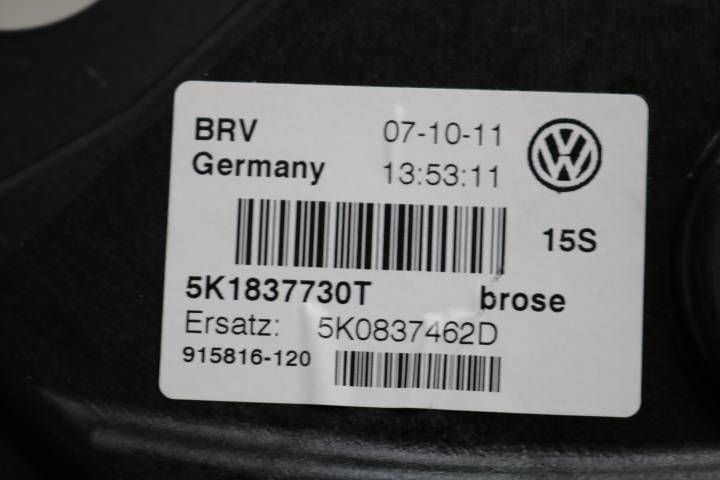 BRV 07-10-11
Germany 13:53:11
15S
5K1837730T brose
Ersatz: 5K0837462D
915816-120